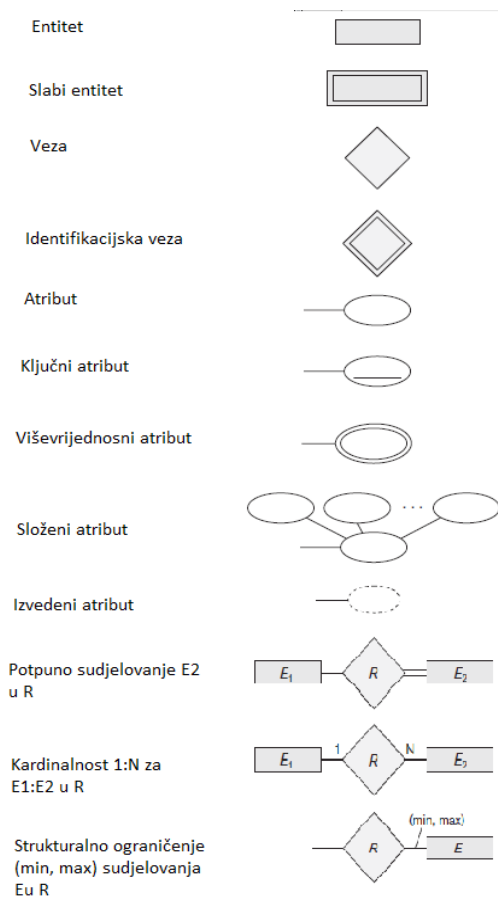 Entitet
Slabi entitet
Veza
Identifikacijska veza
Atribut
Ključni atribut
Viševrijednosni atribut
Složeni atribut
...
Izvedeni atribut
Potpuno sudjelovanje E2
u R
E₁ R E₂
Kardinalnost 1:N za
E1:E2 u R
E₁ 1 R N E₂
Strukturalno ograničenje
(min, max) sudjelovanja
Eu R
(min, max)
R E